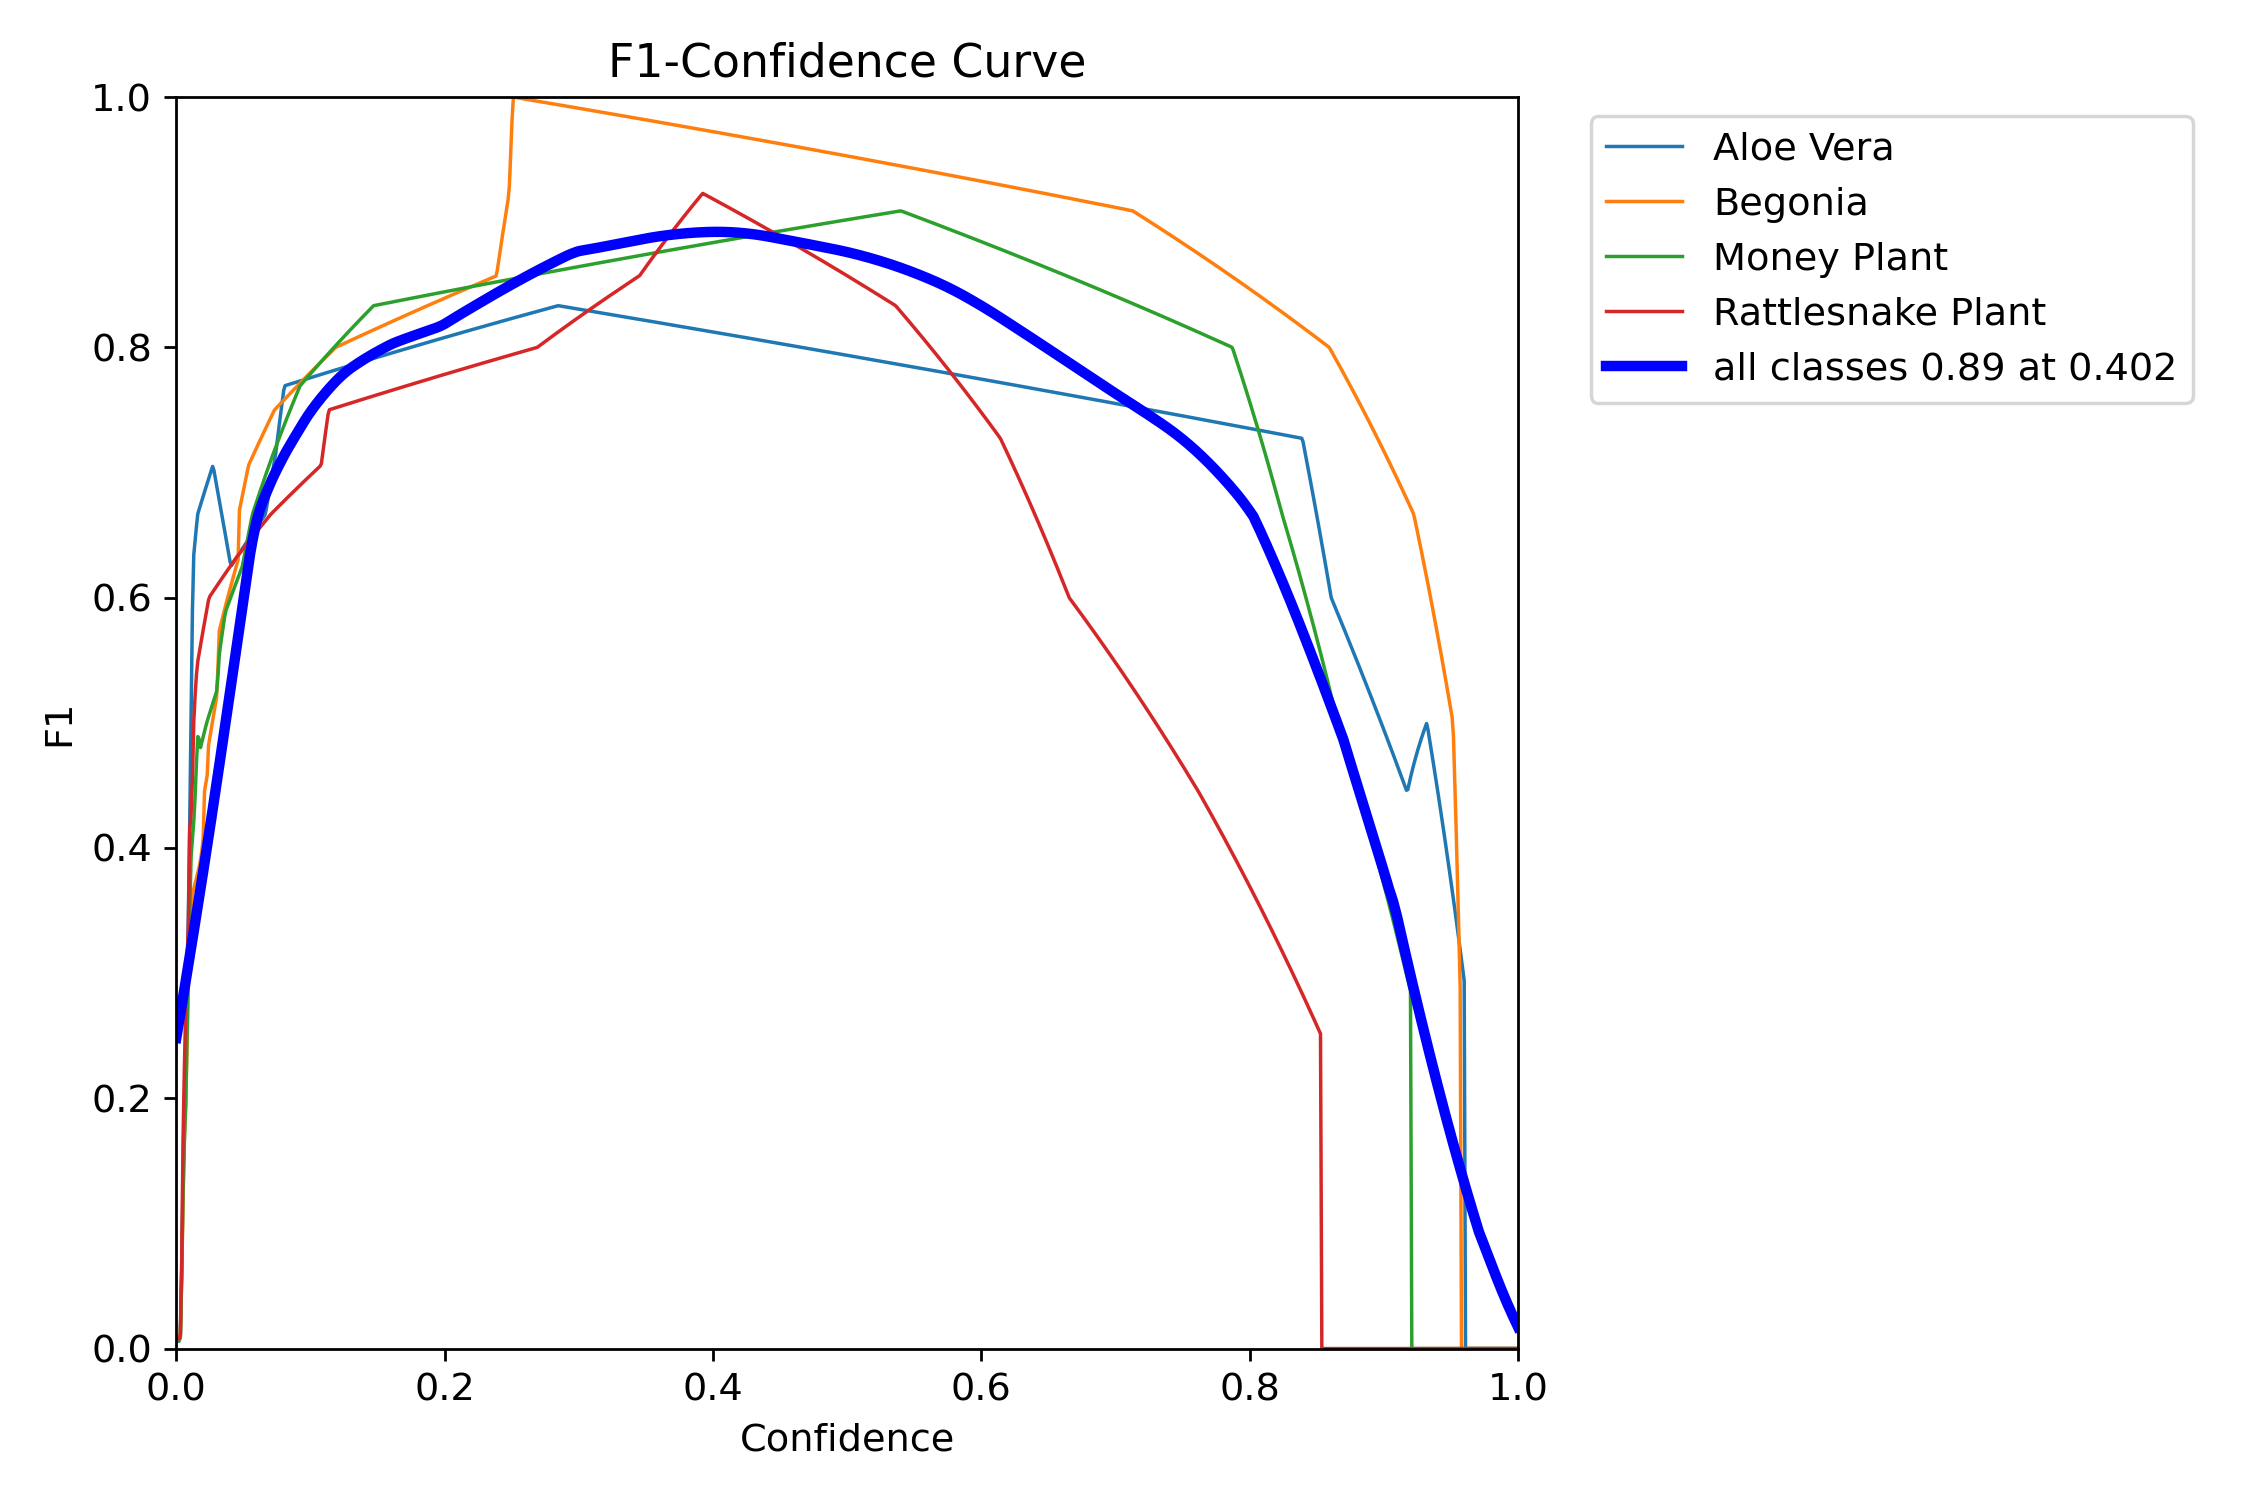 F1-Confidence Curve
1.0
0.8
0.6
0.4
0.2
0.0
F1
0.0 0.2 0.4 0.6 0.8 1.0
Confidence
Aloe Vera
Begonia
Money Plant
Rattlesnake Plant
all classes 0.89 at 0.402